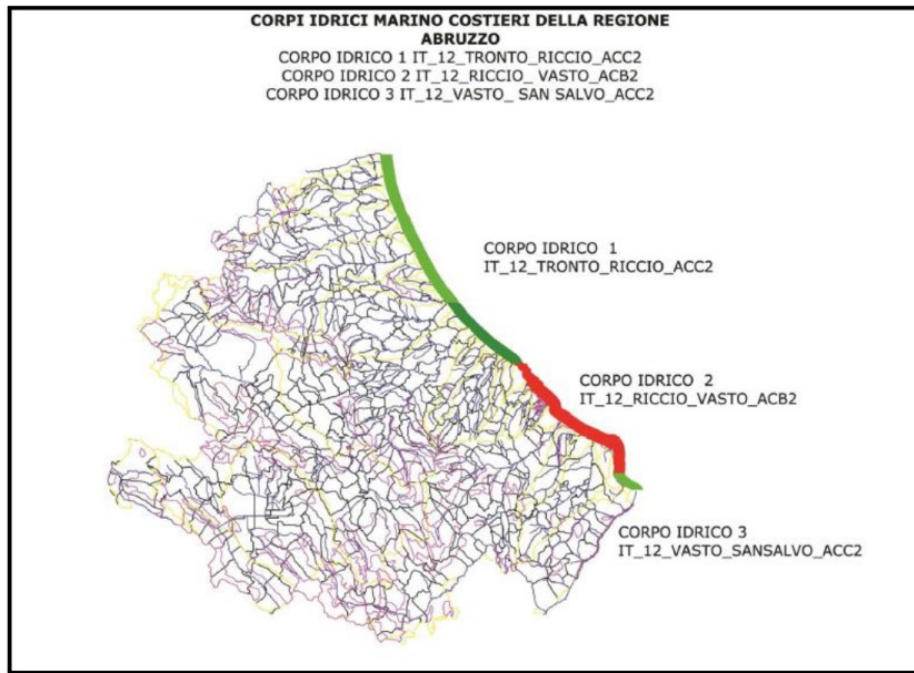 CORPI IDRICI MARINO COSTIERI DELLA REGIONE
ABRUZZO
CORPO IDRICO 1 IT_12_TRONTO_RICCIO_ACC2
CORPO IDRICO 2 IT_12_RICCIO_ VASTO_ACB2
CORPO IDRICO 3 IT_12_VASTO_ SAN SALVO_ACC2
CORPO IDRICO 1
IT_12_TRONTO_RICCIO_ACC2
CORPO IDRICO 2
IT_12_RICCIO_VASTO_ACB2
CORPO IDRICO 3
IT_12_VASTO_SANSALVO_ACC2